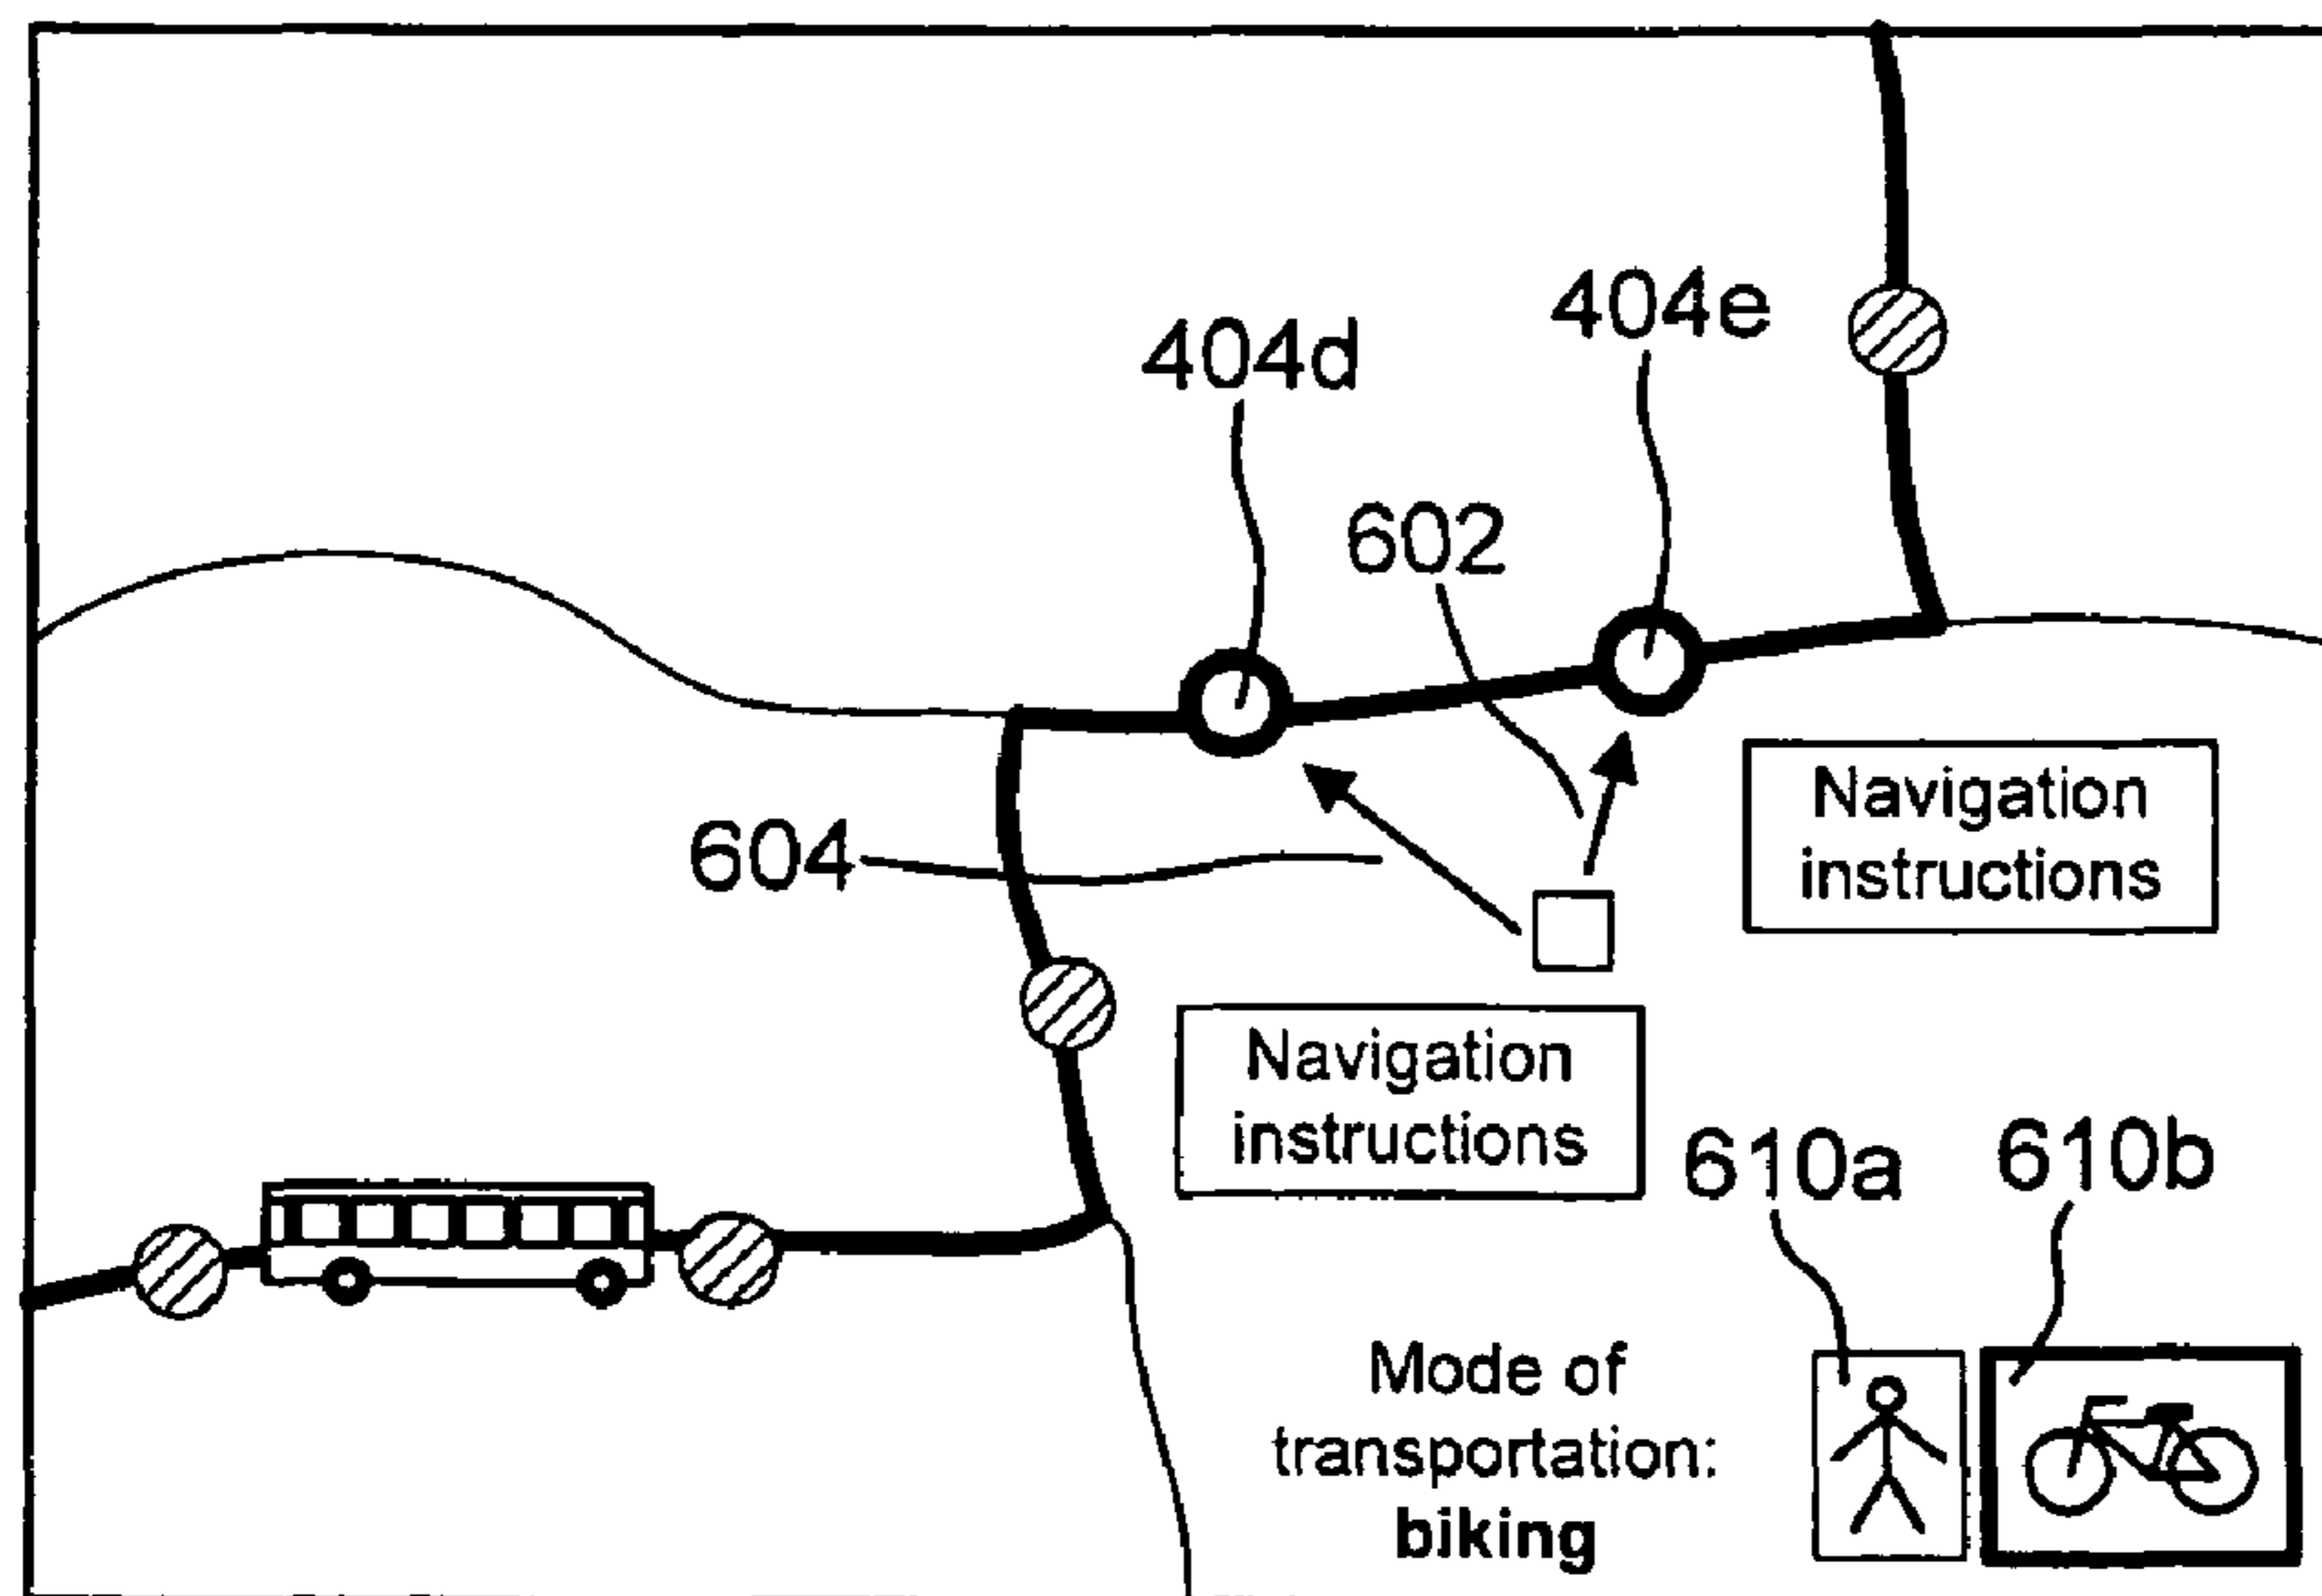 404e
404d
602
Navigation
instructions
604
Navigation
instructions
610a
610b
Mode of
transportation:
biking